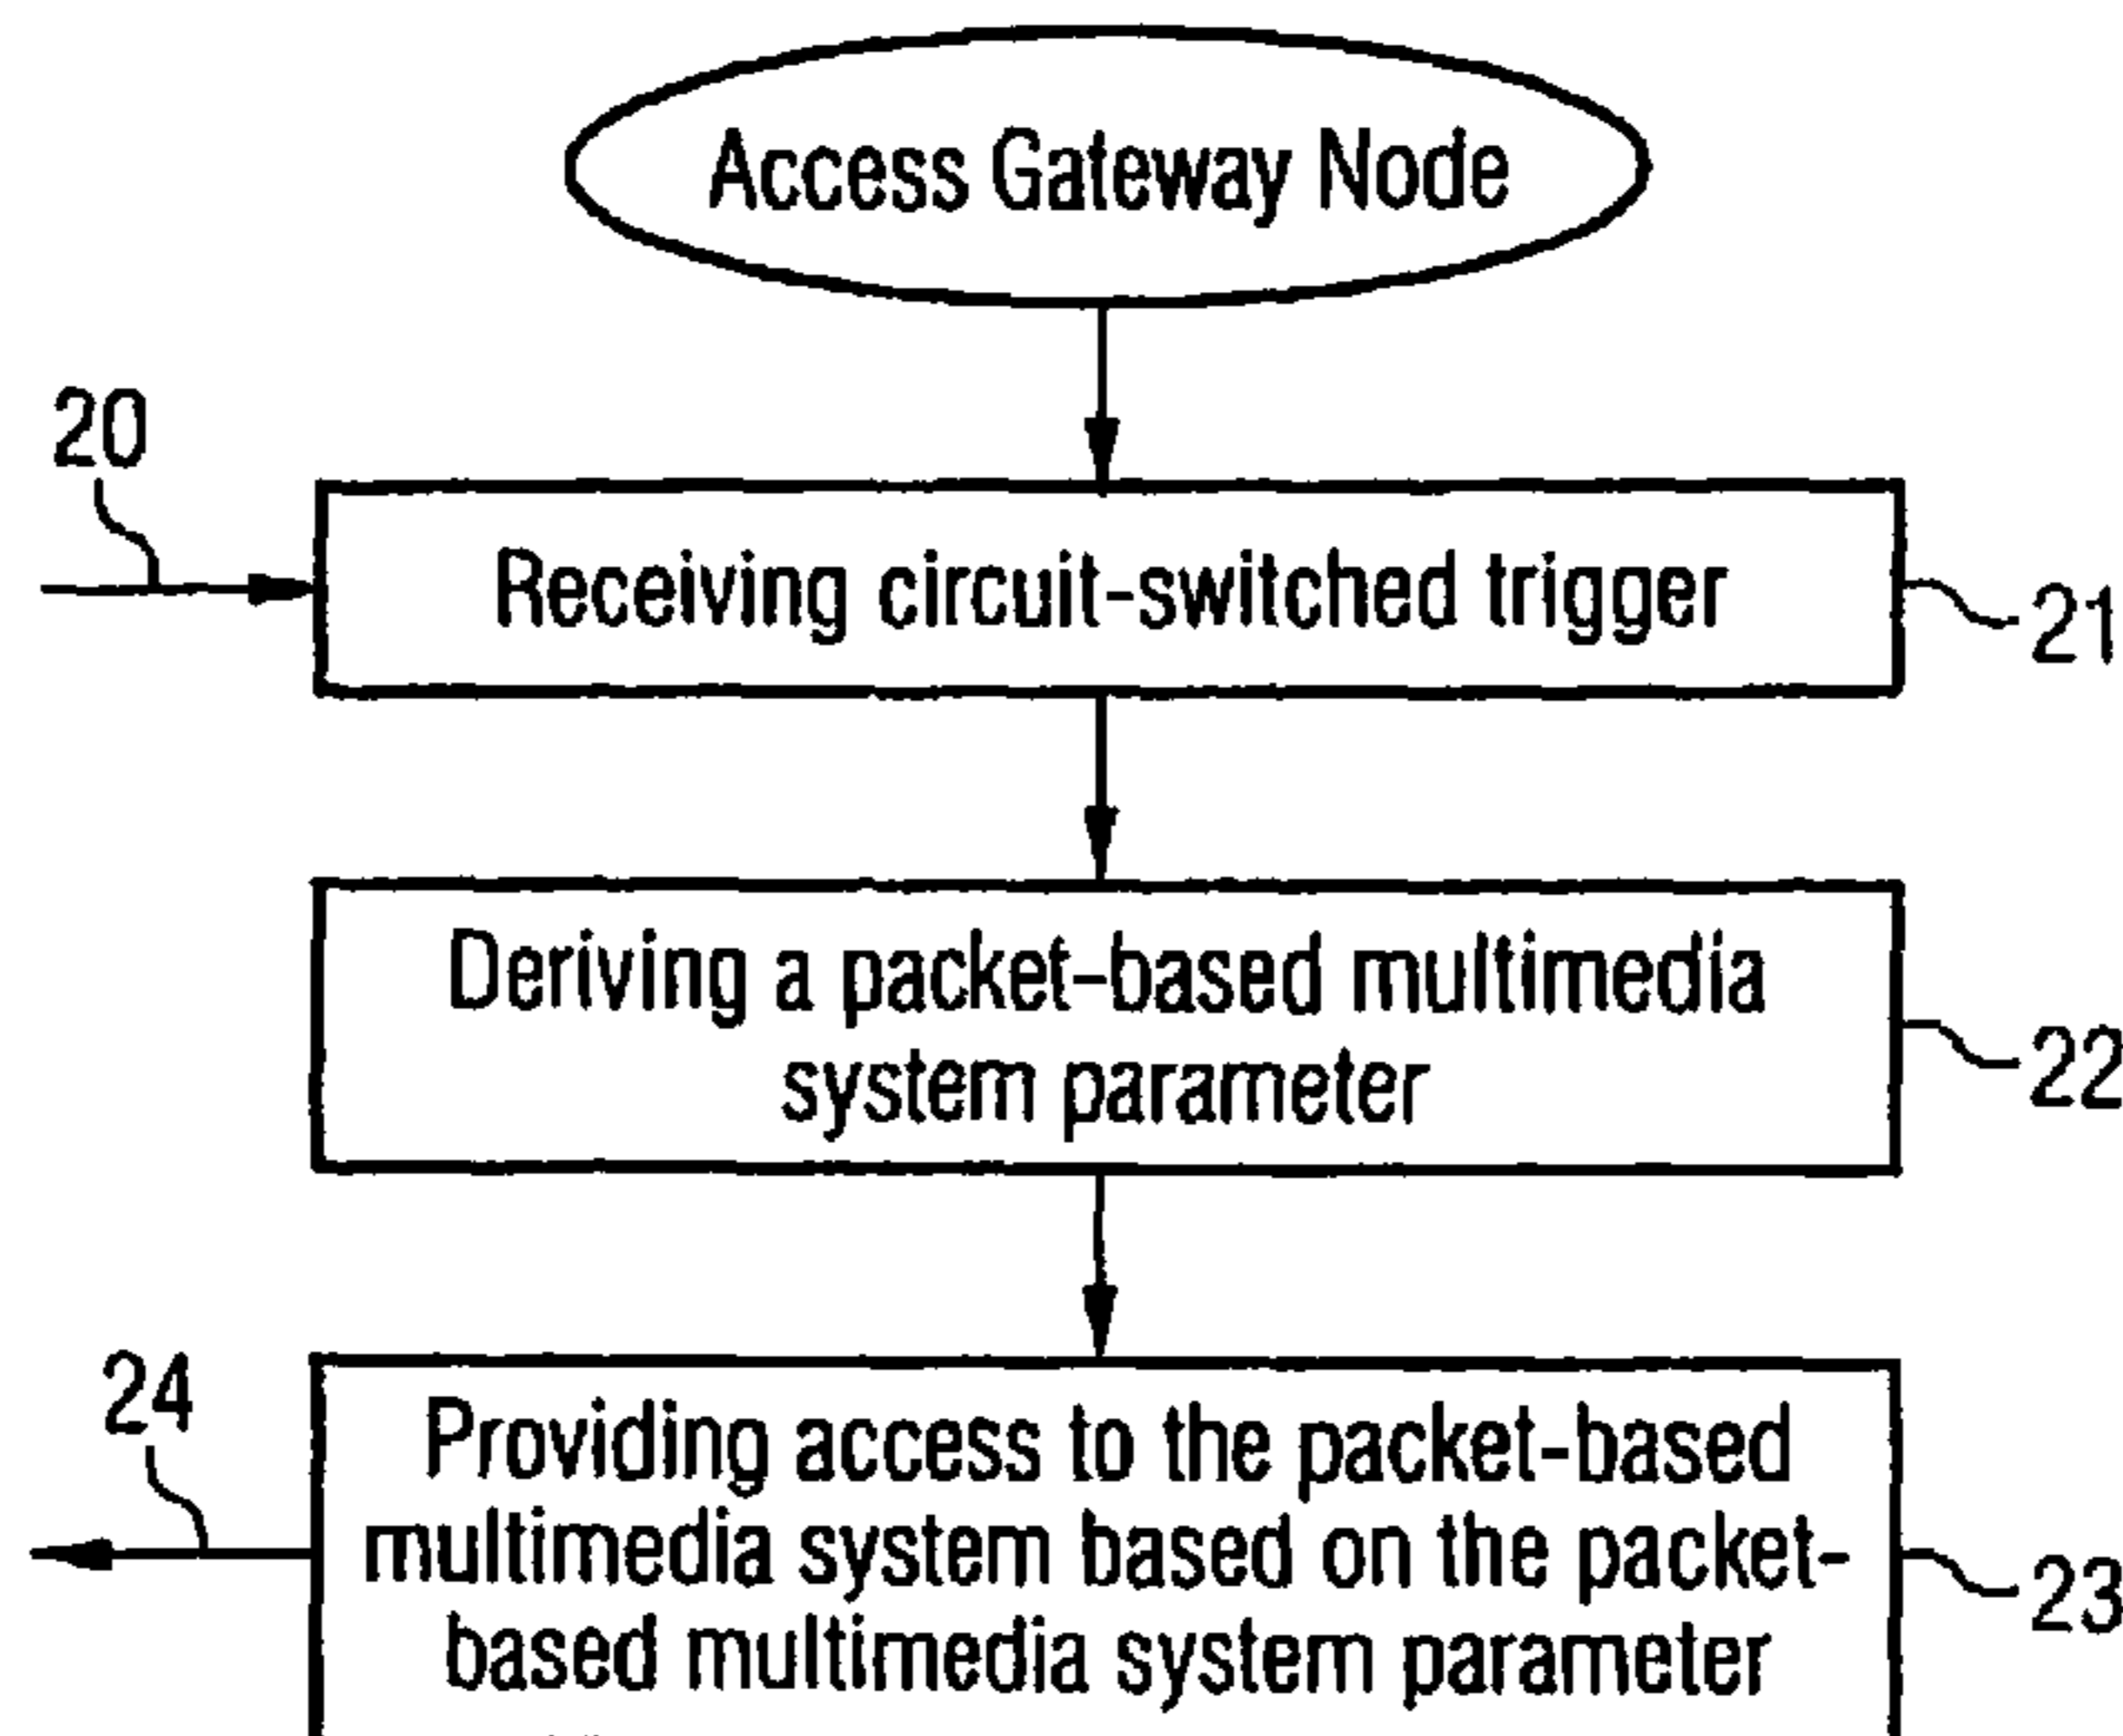 Access Gateway Node
20
Receiving circuit-switched trigger
21
Deriving a packet-based multimedia
system parameter
22
24
Providing access to the packet-based
multimedia system based on the packet-
based multimedia system parameter
23